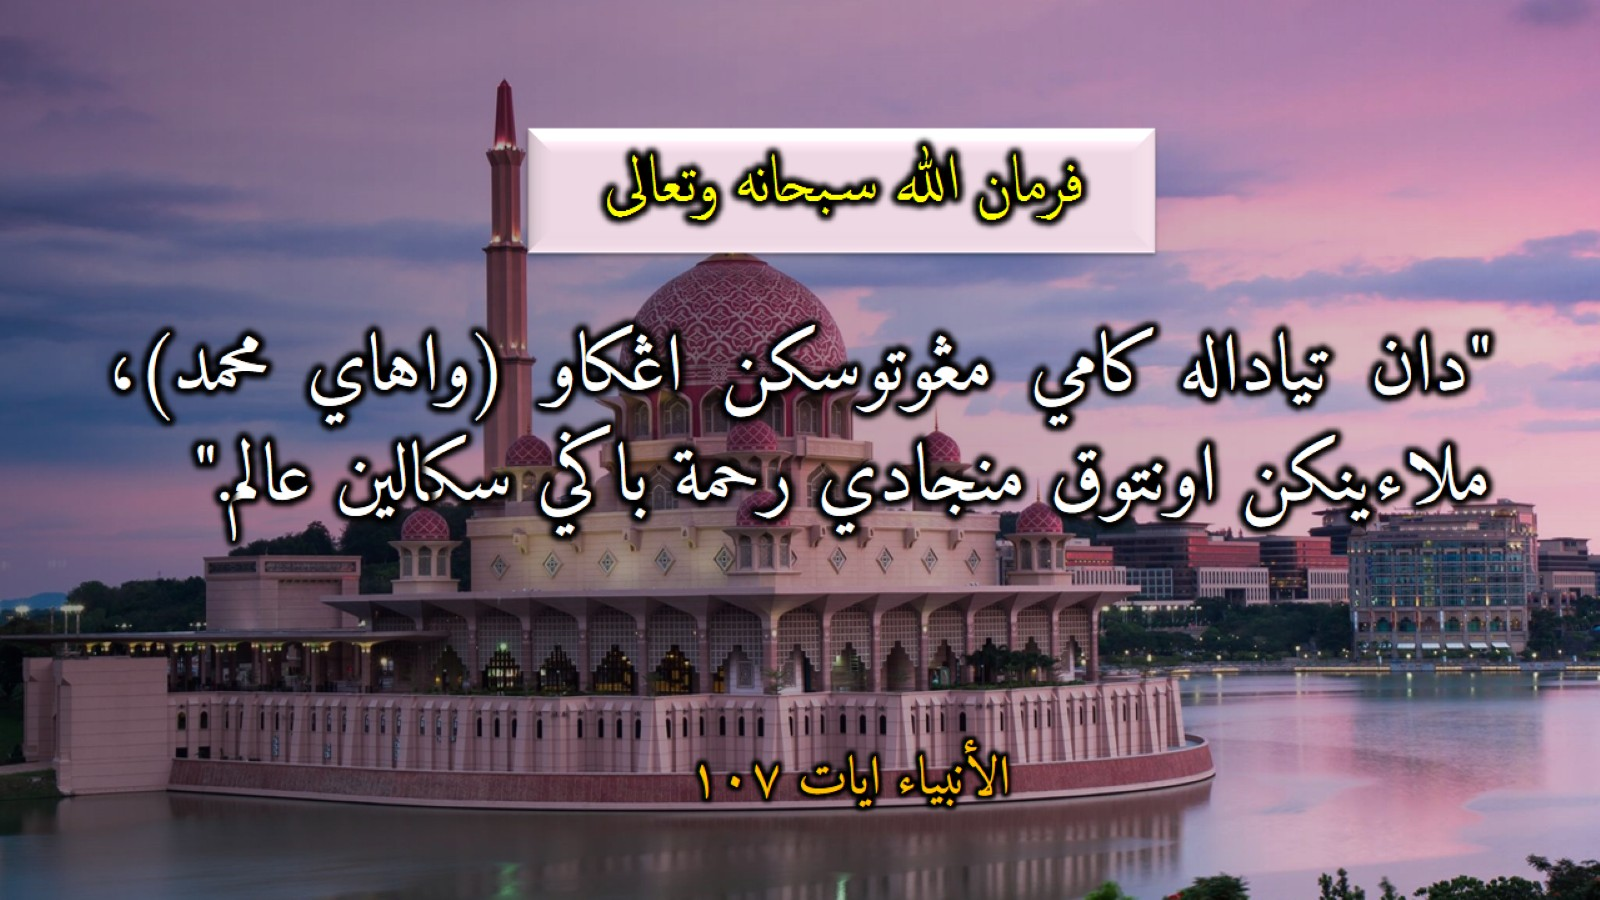 فرمان الله سبحانه وتعالى
"دان تياداله كامي مڠوتوسكن اڠكاو (واهاي محمد)،
ملاءينكن اونتوق منجادي رحمة باݢي سكالين عالم."
الأنبياء ايات ١٠٧